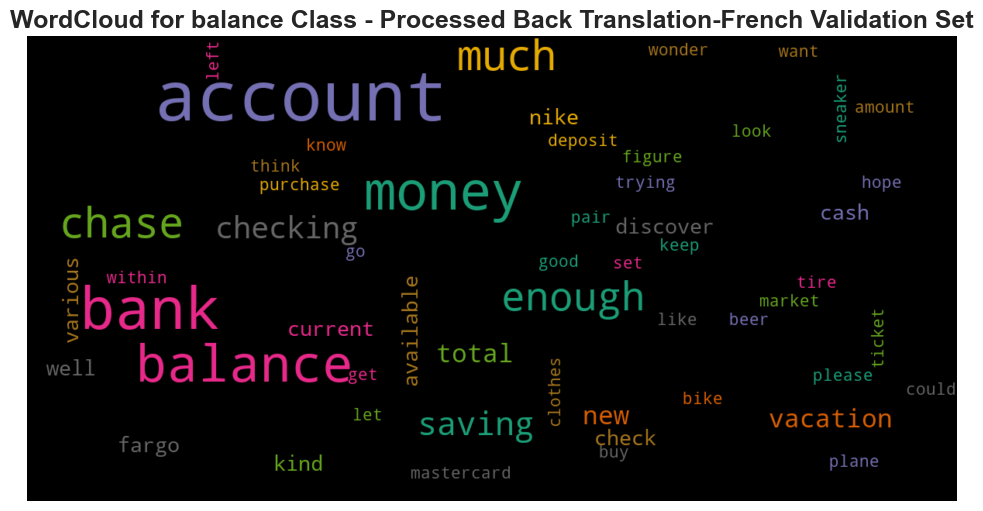 WordCloud for balance Class - Processed Back Translation-French Validation Set
left
much
wonder
want
account
sneaker
amount
nike
look
know
deposit
figure
think
purchase
trying
hope
money
chase
checking
pair
discover
cash
keep
go
good
set
various
within
available
tire
bank
enough
market
current
like
beer
ticket
balance
total
well
get
please
clothes
could
bike
let
saving
new
vacation
check
fargo
buy
kind
mastercard
plane